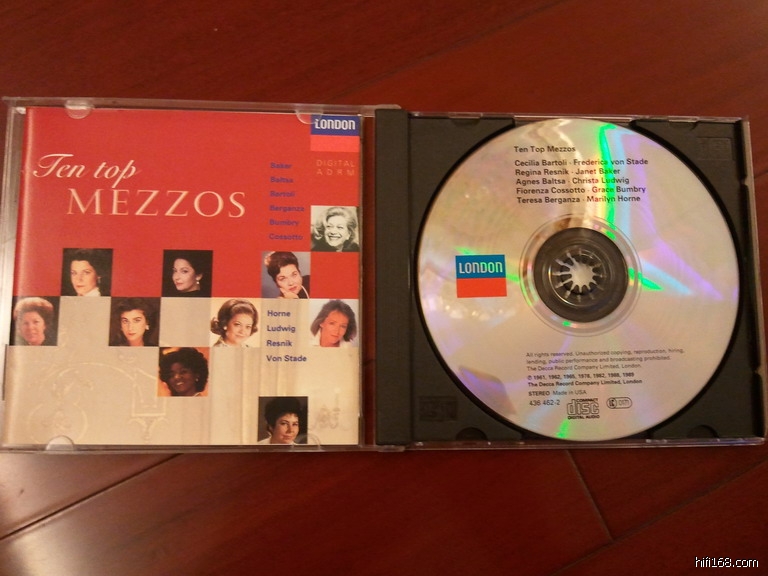 LONDON
DIGITAL
ADRM
Ten top
MEZZOS
Baker
Baltsa
Bartoli
Berganza
Bumbry
Cossotto
Horne
Ludwig
Resnik
Von Stade
Ten Top Mezzos
Cecilia Bartoli · Frederica von Stade
Regina Resnik · Janet Baker
Agnes Baltsa · Christa Ludwig
Fiorenza Cossotto · Grace Bumbry
Teresa Berganza · Marilyn Horne
LONDON
All rights reserved. Unauthorized copying, reproduction, hiring,
lending, public performance and broadcasting prohibited.
The Decca Record Company Limited, London.
The Decca Record Company Limited, London
STEREO Made in USA
436 462-2
COMPACT
disc
DIGITAL AUDIO
hifi168.com